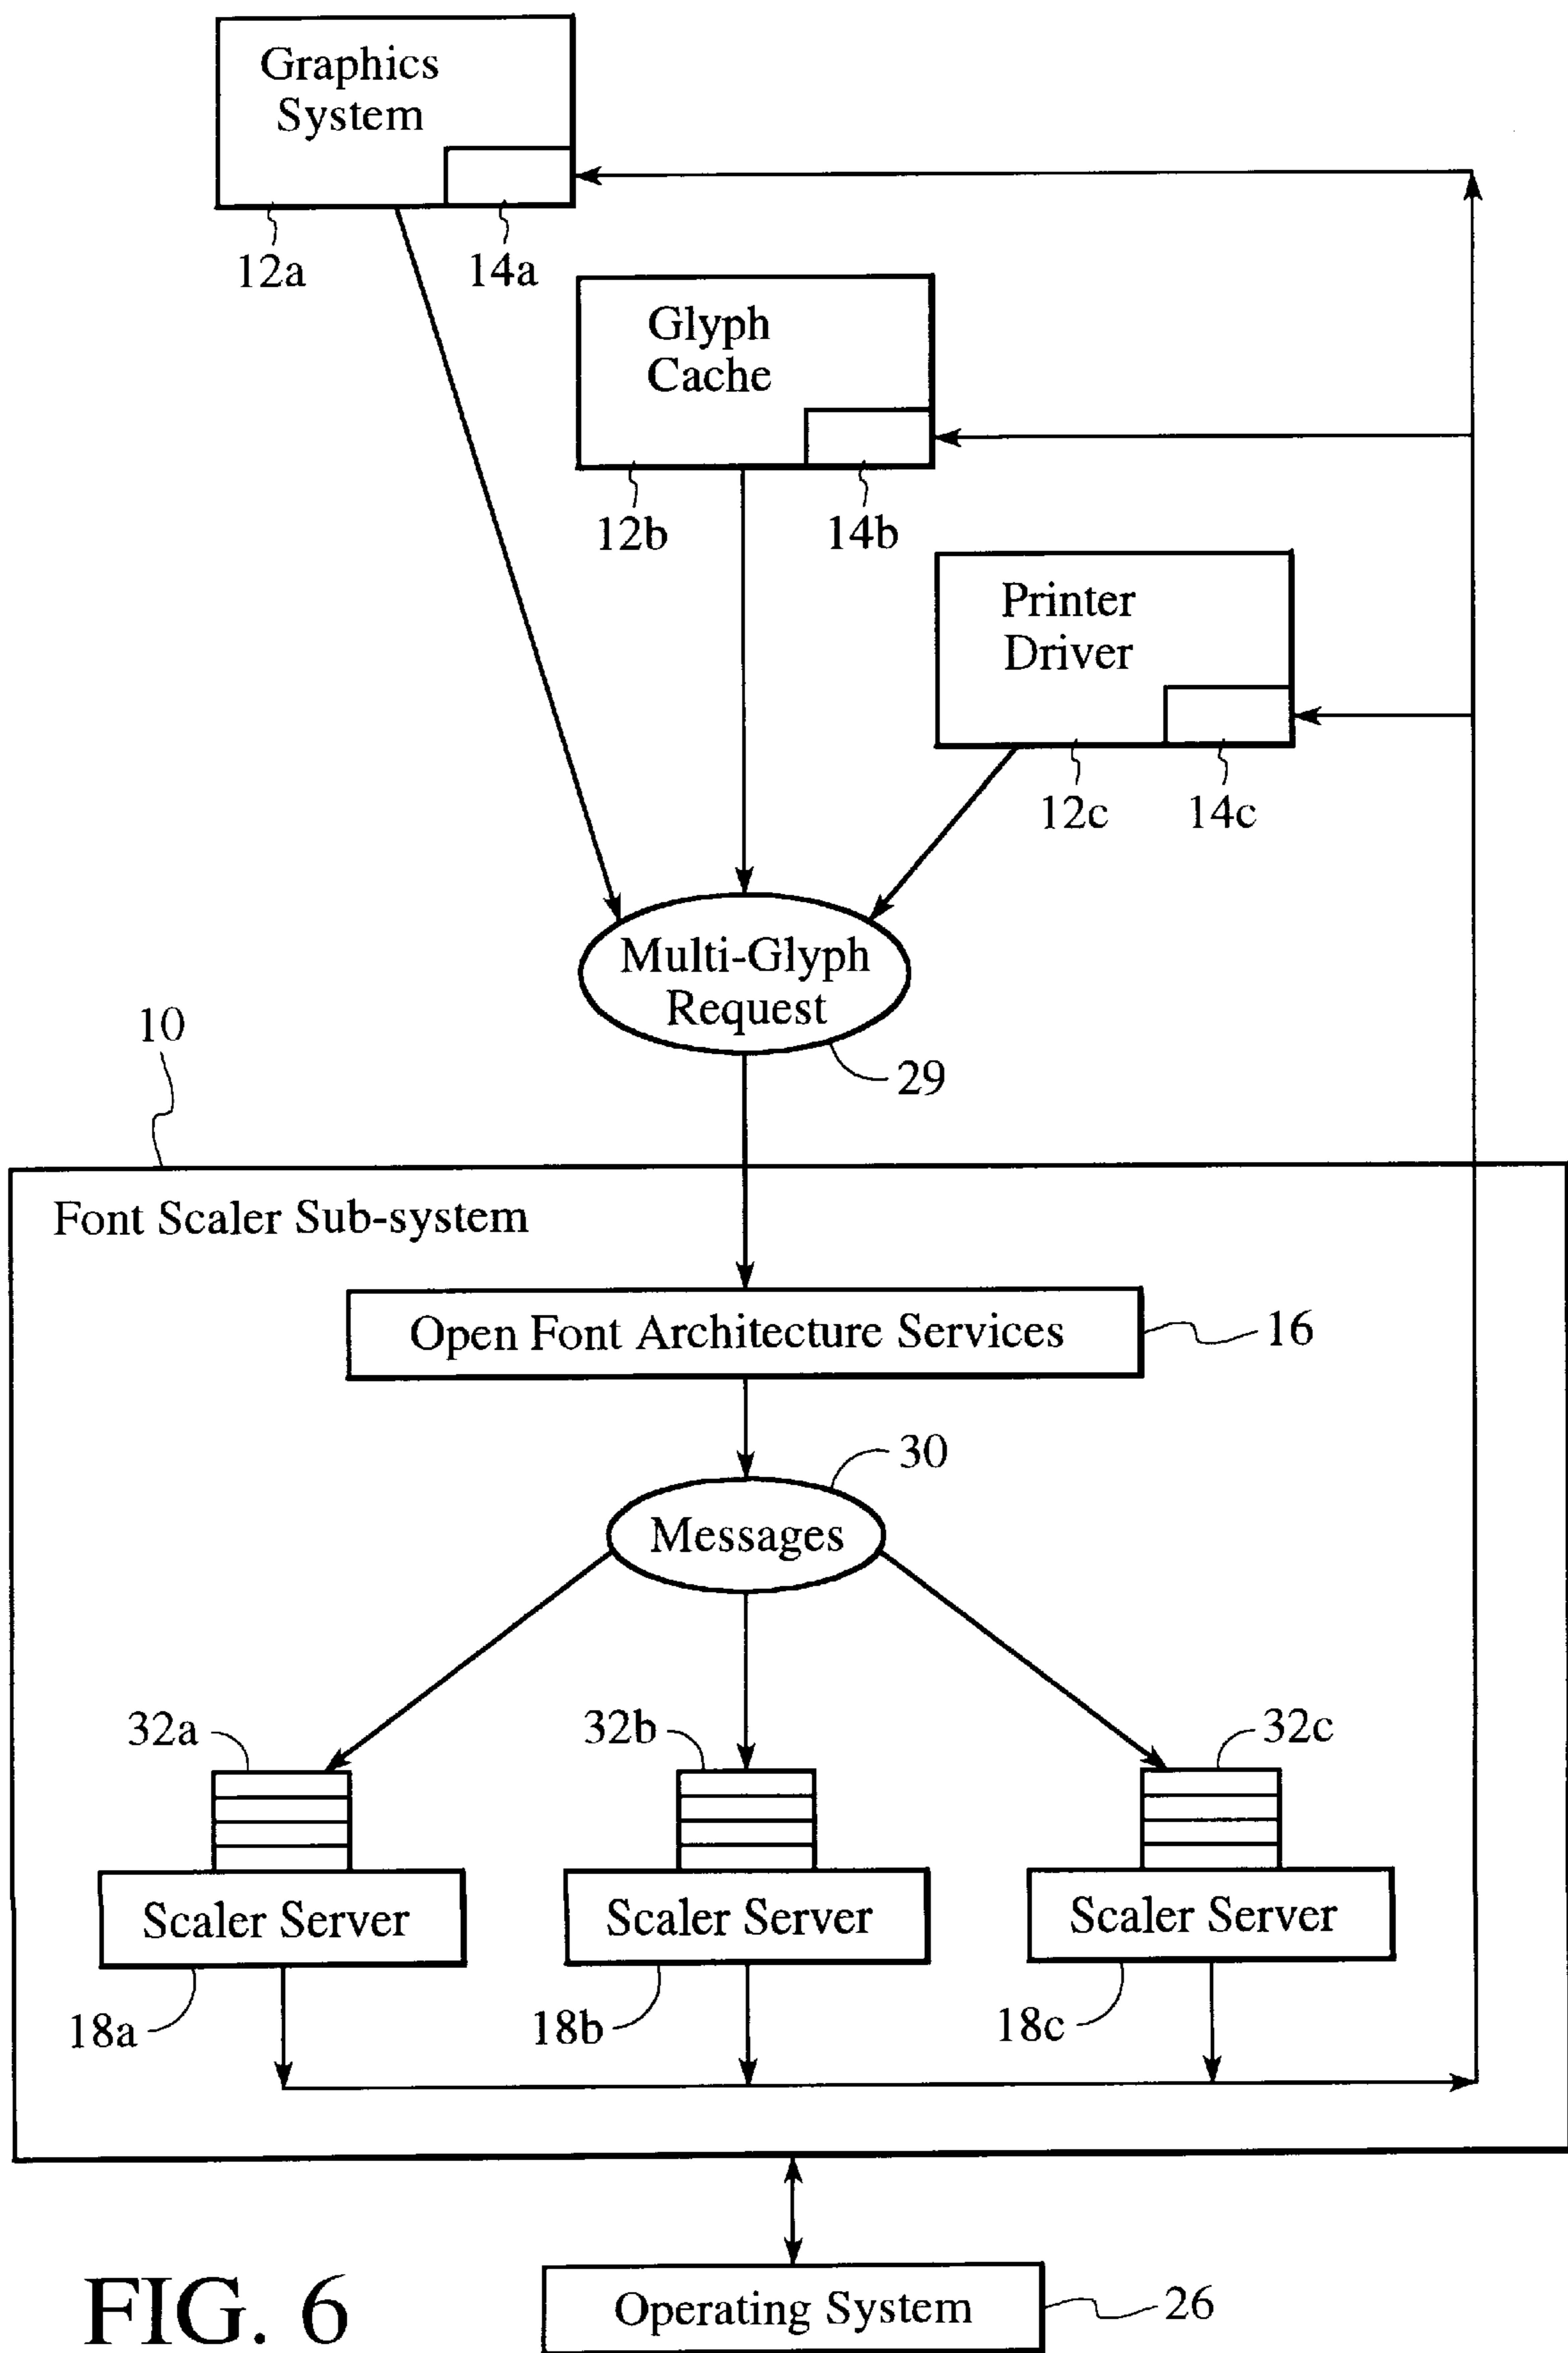 Graphics
System
12a
14a
Glyph
Cache
12b
14b
Printer
Driver
12c
14c
Multi-Glyph
Request
29
10
Font Scaler Sub-system
Open Font Architecture Services
16
30
Messages
32a
32b
32c
Scaler Server
Scaler Server
Scaler Server
18a
18b
18c
FIG. 6
Operating System
26